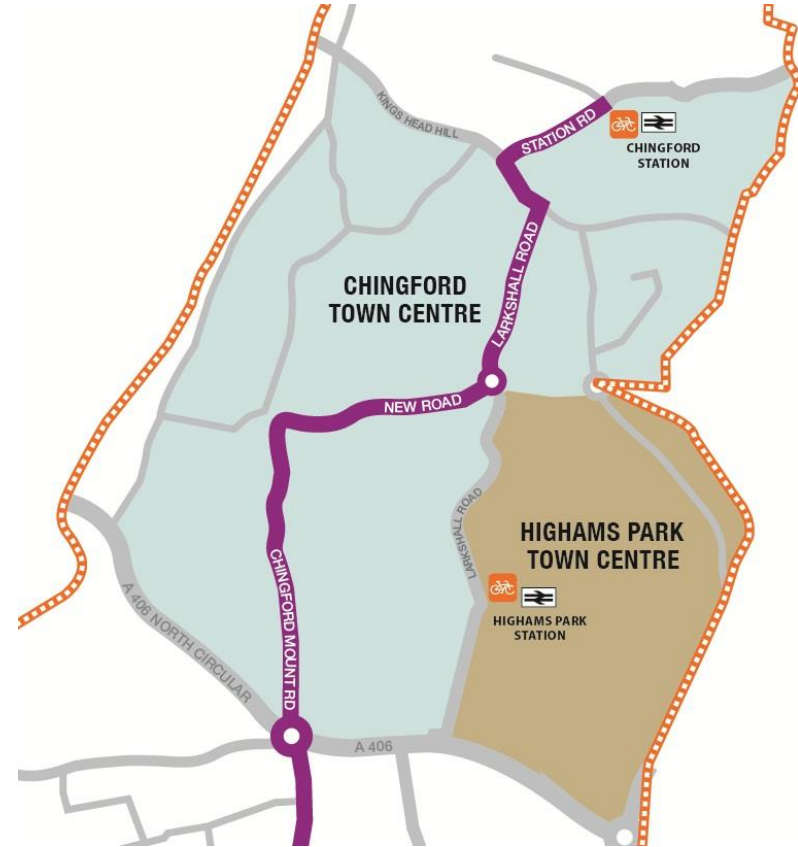 KINGS HEAD HILL
STATION RD
CHINGFORD
STATION
LARKSHALL ROAD
CHINGFORD
TOWN CENTRE
NEW ROAD
LARKSHALL ROAD
HIGHAMS PARK
TOWN CENTRE
CHINGFORD MOUNT RD
HIGHAMS PARK
STATION
A 406 NORTH CIRCULAR
A 406